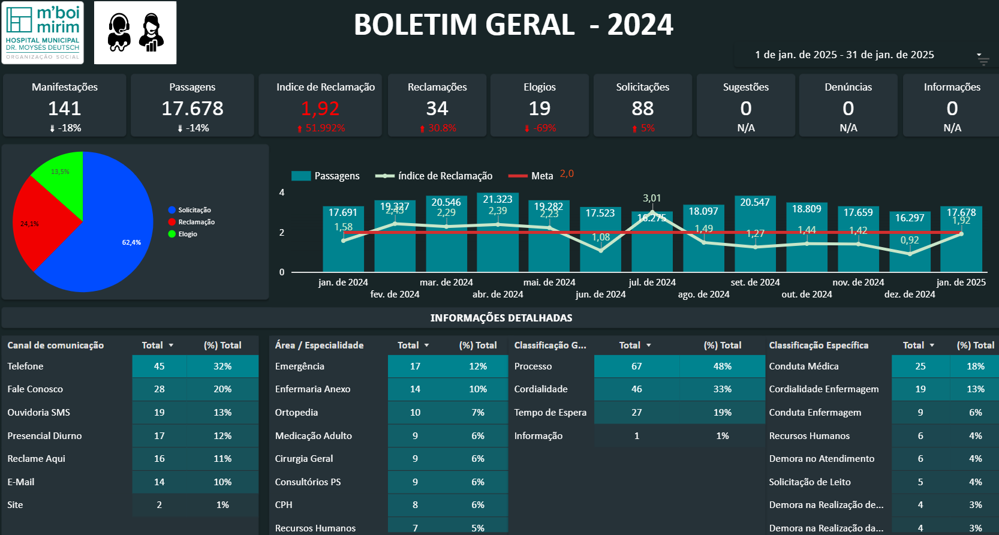 m'boi
mirim
HOSPITAL MUNICIPAL
DR. MOYSÉS DEUTSCH
ORGANIZAÇÃO SOCIAL
BOLETIM GERAL - 2024
1 de jan. de 2025 - 31 de jan. de 2025
Manifestações
141
-18%
Passagens
17.678
-14%
Indice de Reclamação
1,92
51.992%
Reclamações
34
30.8%
Elogios
19
-69%
Solicitações
88
5%
Sugestões
0
N/A
Denúncias
0
N/A
Informações
0
N/A
13,5%
24,1%
62,4%
Solicitação
Reclamação
Elogio
Passagens índice de Reclamação Meta 2,0
4
2
0
17.691 19.327 20.546 21.323 19.282 17.523 16.275 18.097 20.547 18.809 17.659 16.297 17.678
1,58 2,43 2,29 2,39 2,23 1,08 3,01 1,49 1,27 1,44 1,42 0,92 1,92
jan. de 2024 fev. de 2024 mar. de 2024 abr. de 2024 mai. de 2024 jun. de 2024 jul. de 2024 ago. de 2024 set. de 2024 out. de 2024 nov. de 2024 dez. de 2024 jan. de 2025
INFORMAÇÕES DETALHADAS
Canal de comunicação Total (%) Total
Telefone 45 32%
Fale Conosco 28 20%
Ouvidoria SMS 19 13%
Presencial Diurno 17 12%
Reclame Aqui 16 11%
E-Mail 14 10%
Site 2 1%
Área / Especialidade Total (%) Total
Emergência 17 12%
Enfermaria Anexo 14 10%
Ortopedia 10 7%
Medicação Adulto 9 6%
Cirurgia Geral 9 6%
Consultórios PS 9 6%
CPH 8 6%
Recursos Humanos 7 5%
Classificação G... Total (%) Total
Processo 67 48%
Cordialidade 46 33%
Tempo de Espera 27 19%
Informação 1 1%
Classificação Específica Total (%) Total
Conduta Médica 25 18%
Cordialidade Enfermagem 19 13%
Conduta Enfermagem 9 6%
Recursos Humanos 6 4%
Demora no Atendimento 6 4%
Solicitação de Leito 5 4%
Demora na Realização de... 4 3%
Demora na Realização da... 4 3%